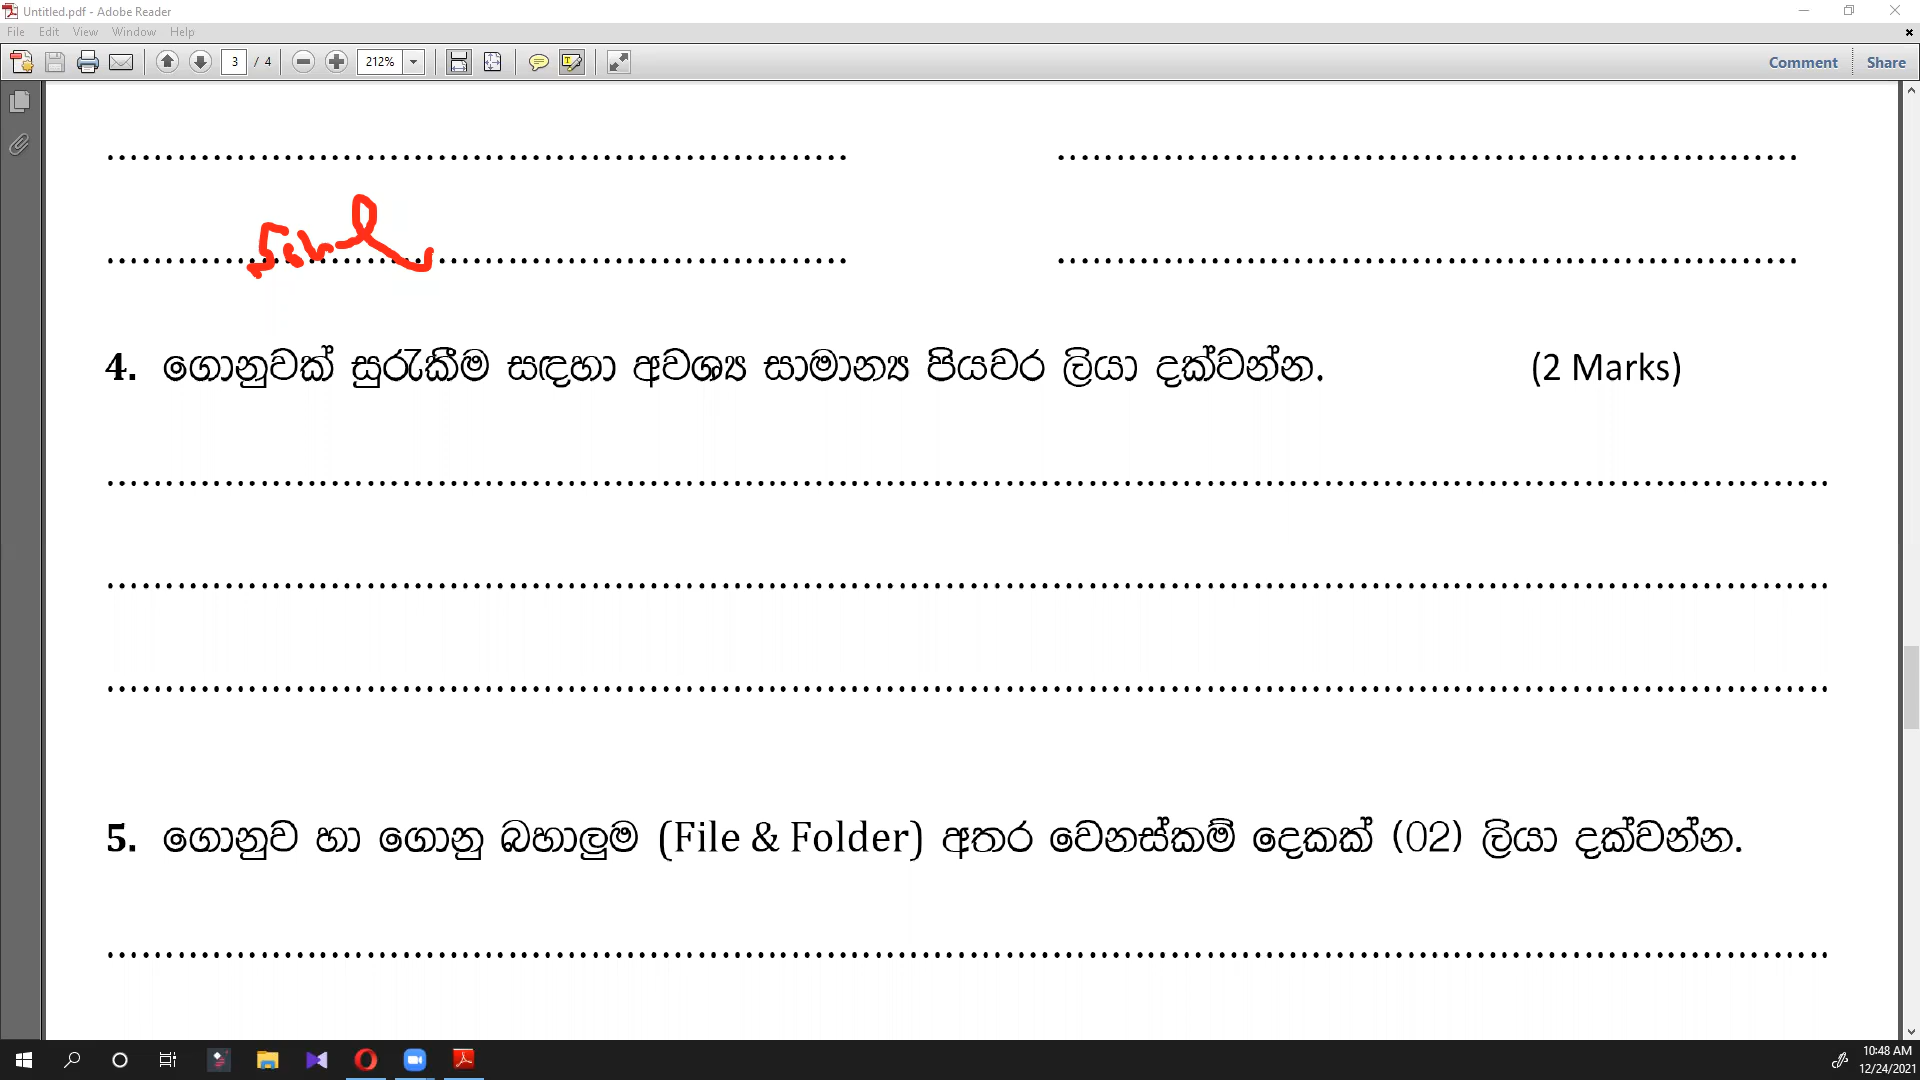 Untitled.pdf - Adobe Reader
File Edit View Window Help
3 / 4 212% Comment Share
............................................................... ...............................................................
............................................................... ...............................................................
4. ගොනුවක් සුරැකීම සඳහා අවශ්‍ය සාමාන්‍ය පියවර ලියා දක්වන්න. (2 Marks)
5. ගොනුව හා ගොනු බහාලුම (File & Folder) අතර වෙනස්කම් දෙකක් (02) ලියා දක්වන්න.
10:48 AM
12/24/2021